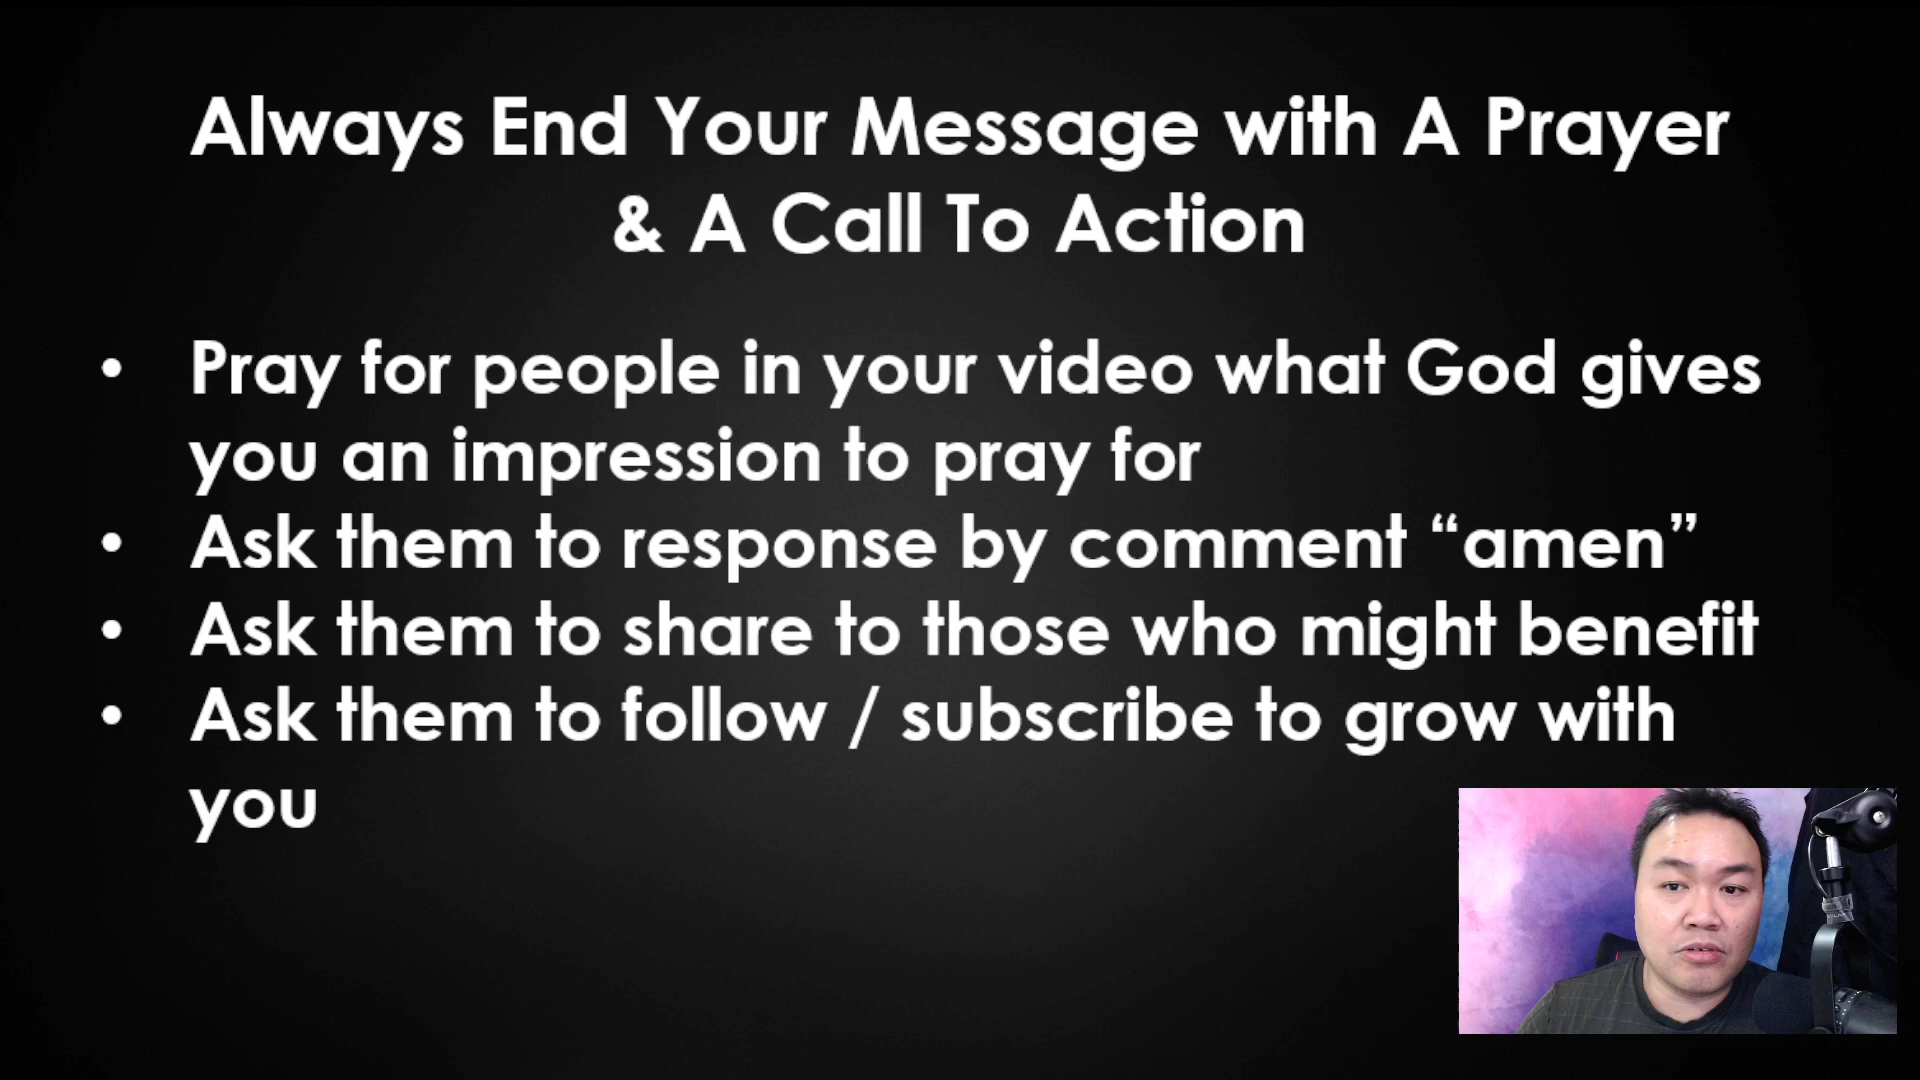 Always End Your Message with A Prayer
& A Call To Action
• Pray for people in your video what God gives
you an impression to pray for
• Ask them to response by comment “amen”
• Ask them to share to those who might benefit
• Ask them to follow / subscribe to grow with
you